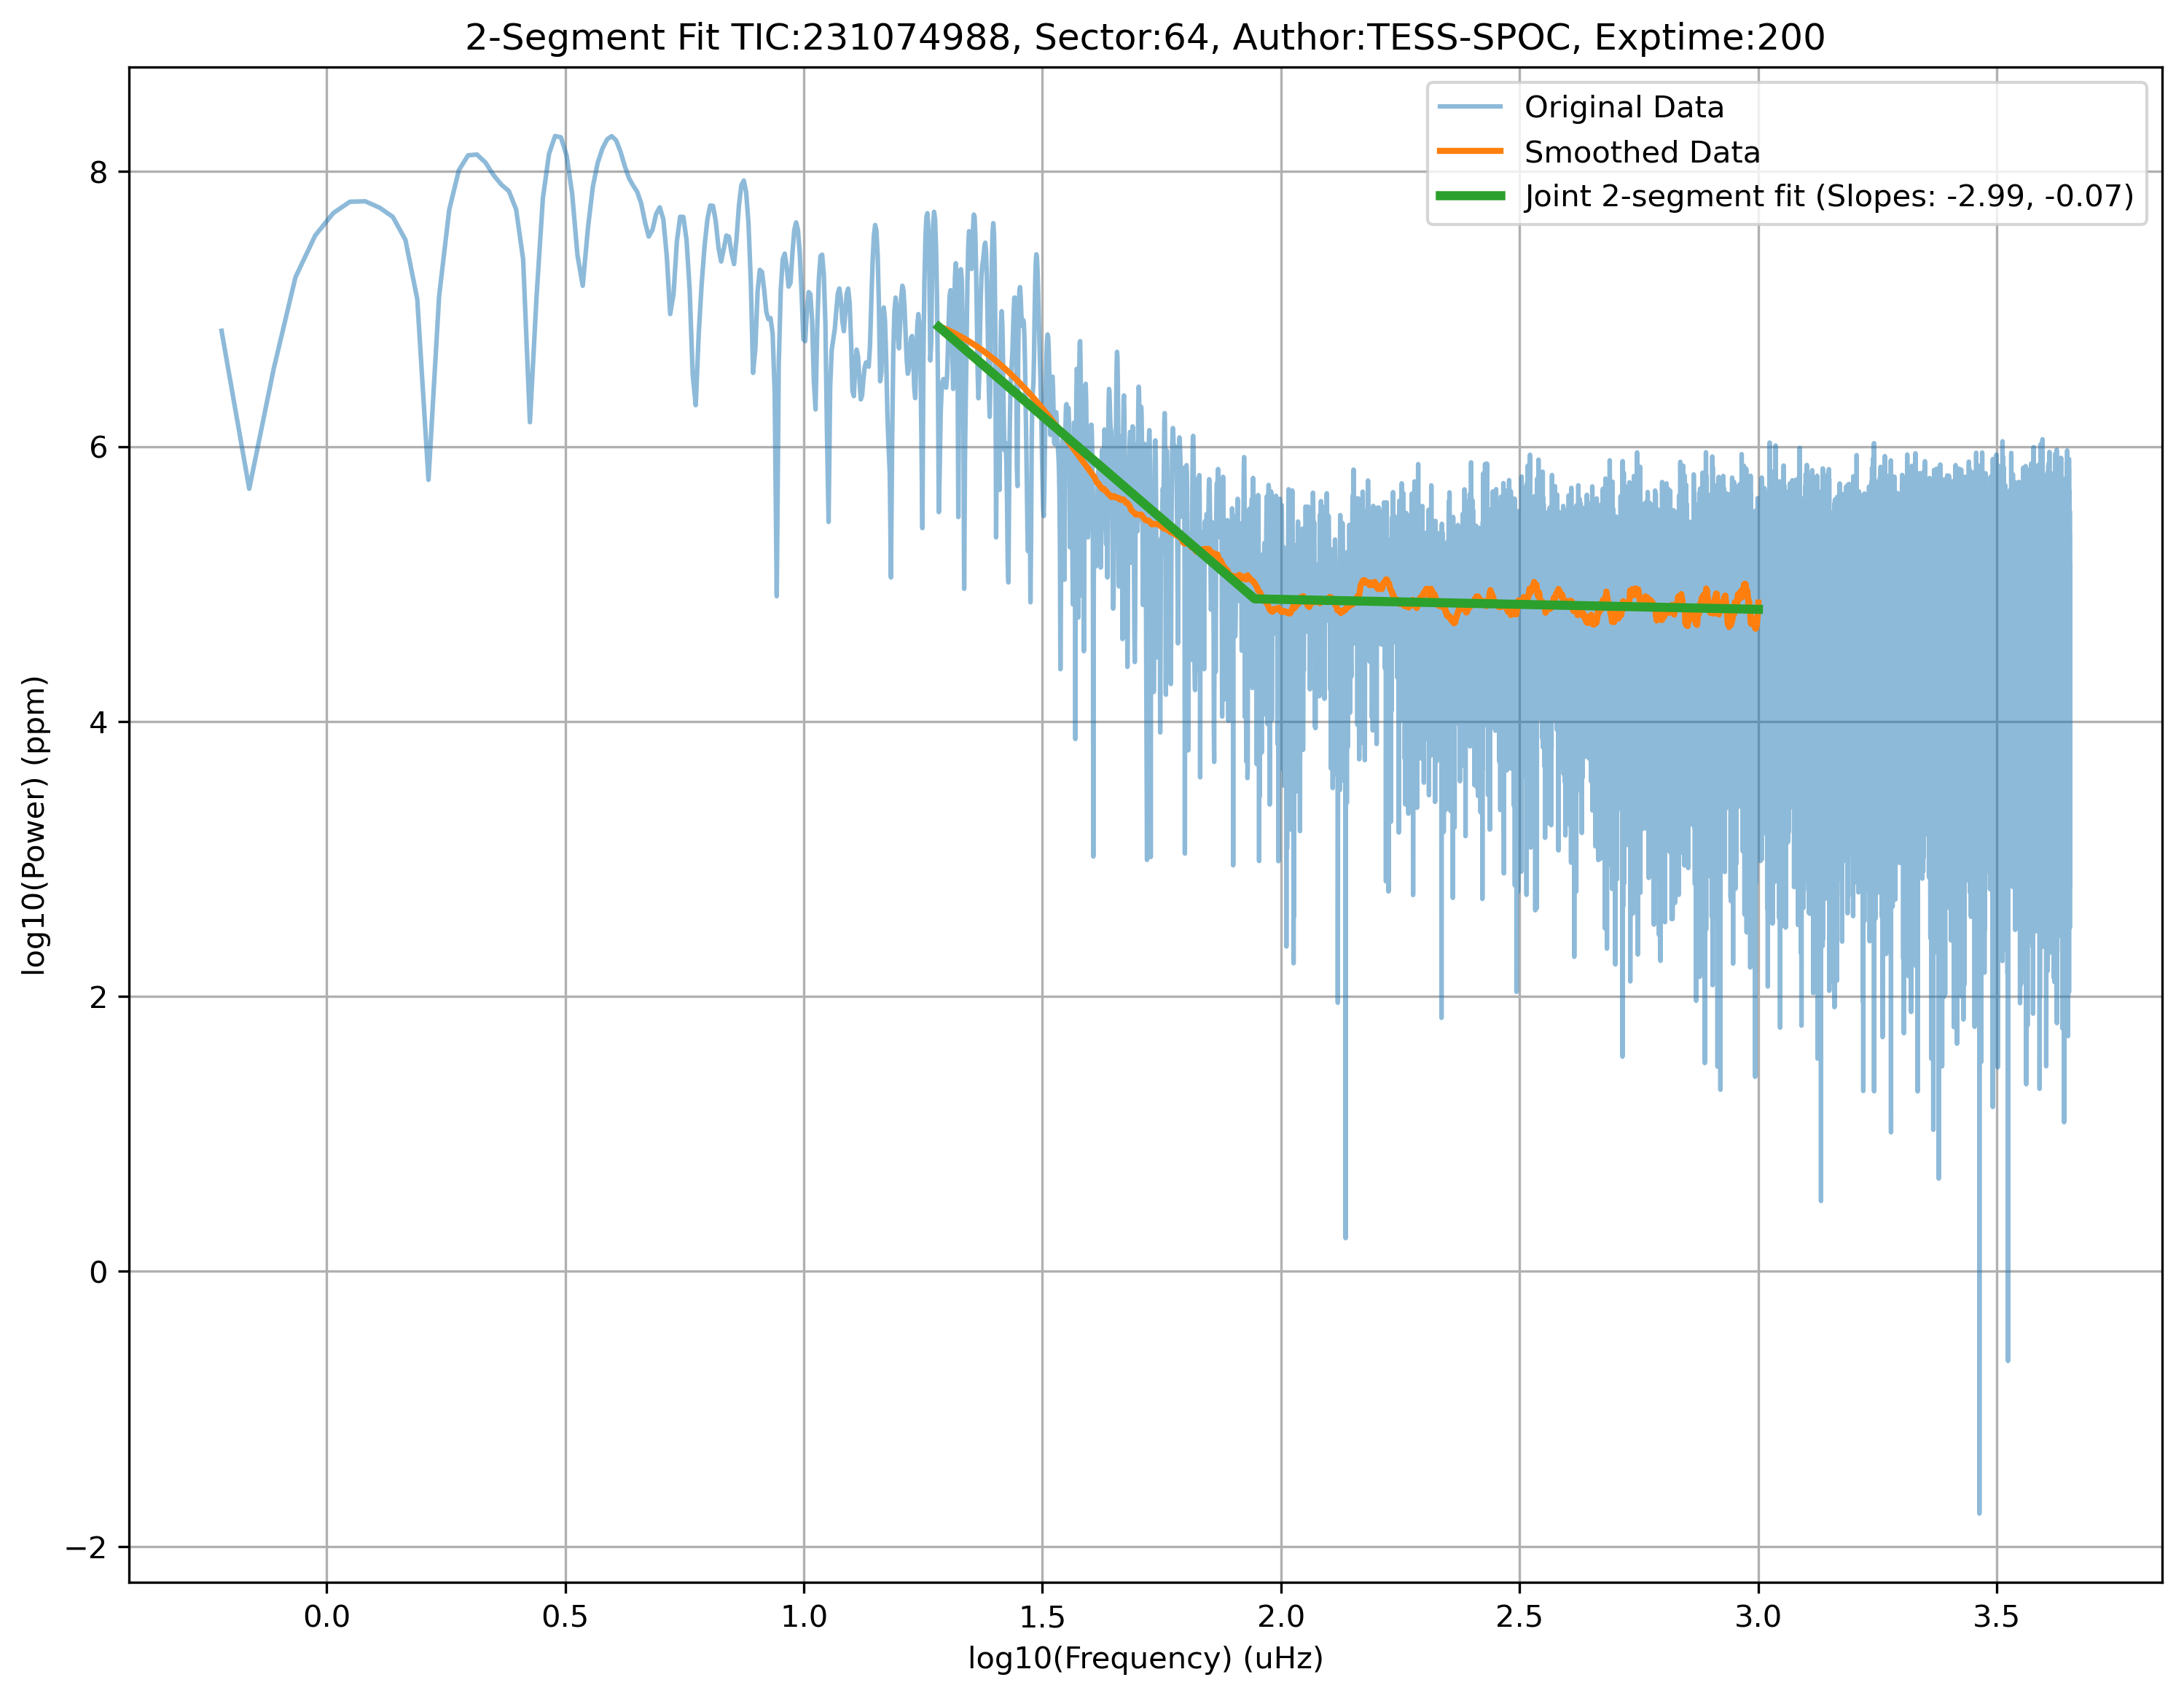 2-Segment Fit TIC:231074988, Sector:64, Author:TESS-SPOC, Exptime:200
Original Data
Smoothed Data
Joint 2-segment fit (Slopes: -2.99, -0.07)
log10(Power) (ppm)
8
6
4
2
0
−2
0.0 0.5 1.0 1.5 2.0 2.5 3.0 3.5
log10(Frequency) (uHz)